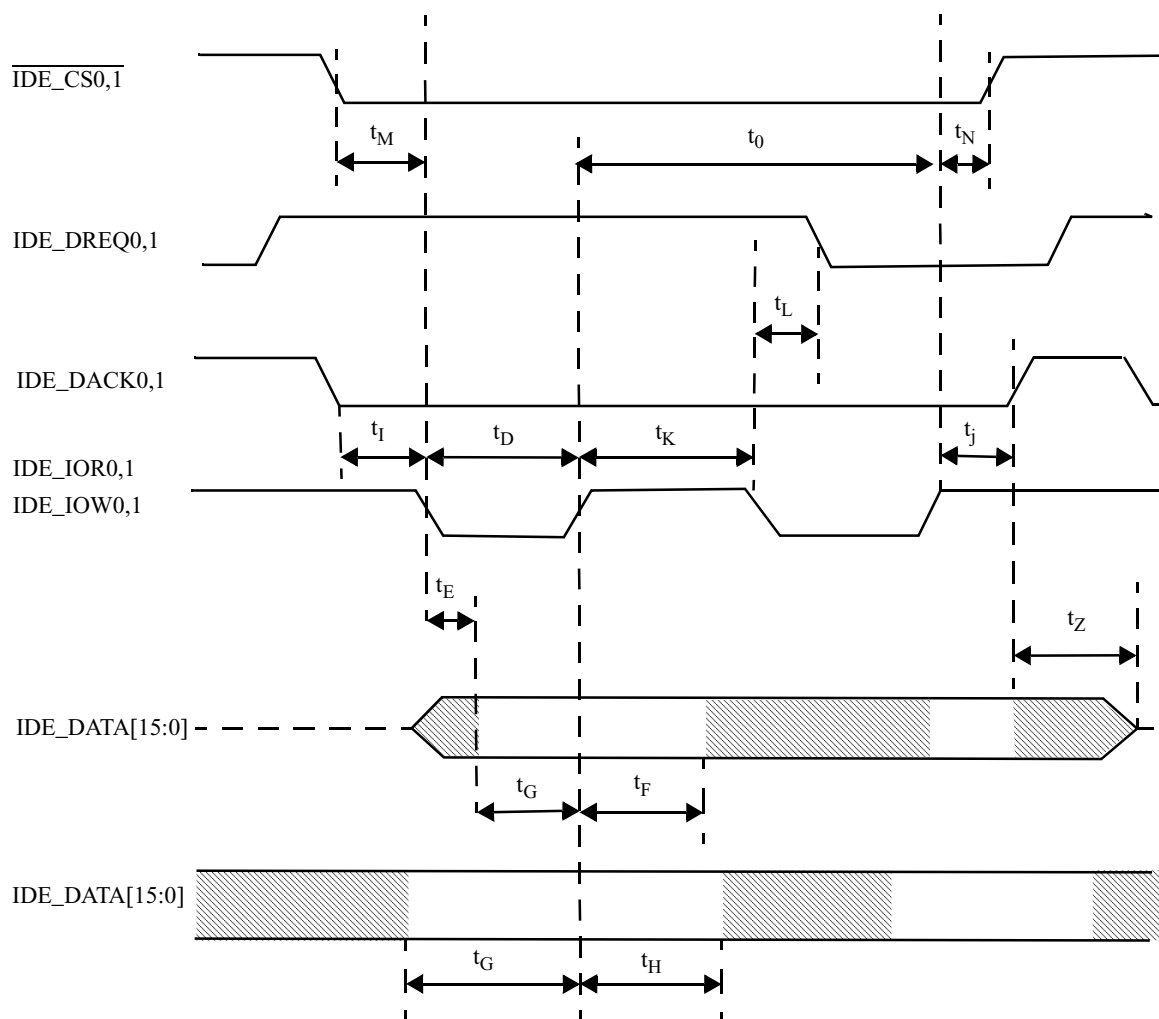 IDE_CS0,1
tM
t0
tN
IDE_DREQ0,1
tL
IDE_DACK0,1
tI
tD
tK
tj
IDE_IOR0,1
IDE_IOW0,1
tE
tZ
IDE_DATA[15:0]
tG
tF
IDE_DATA[15:0]
tG
tH